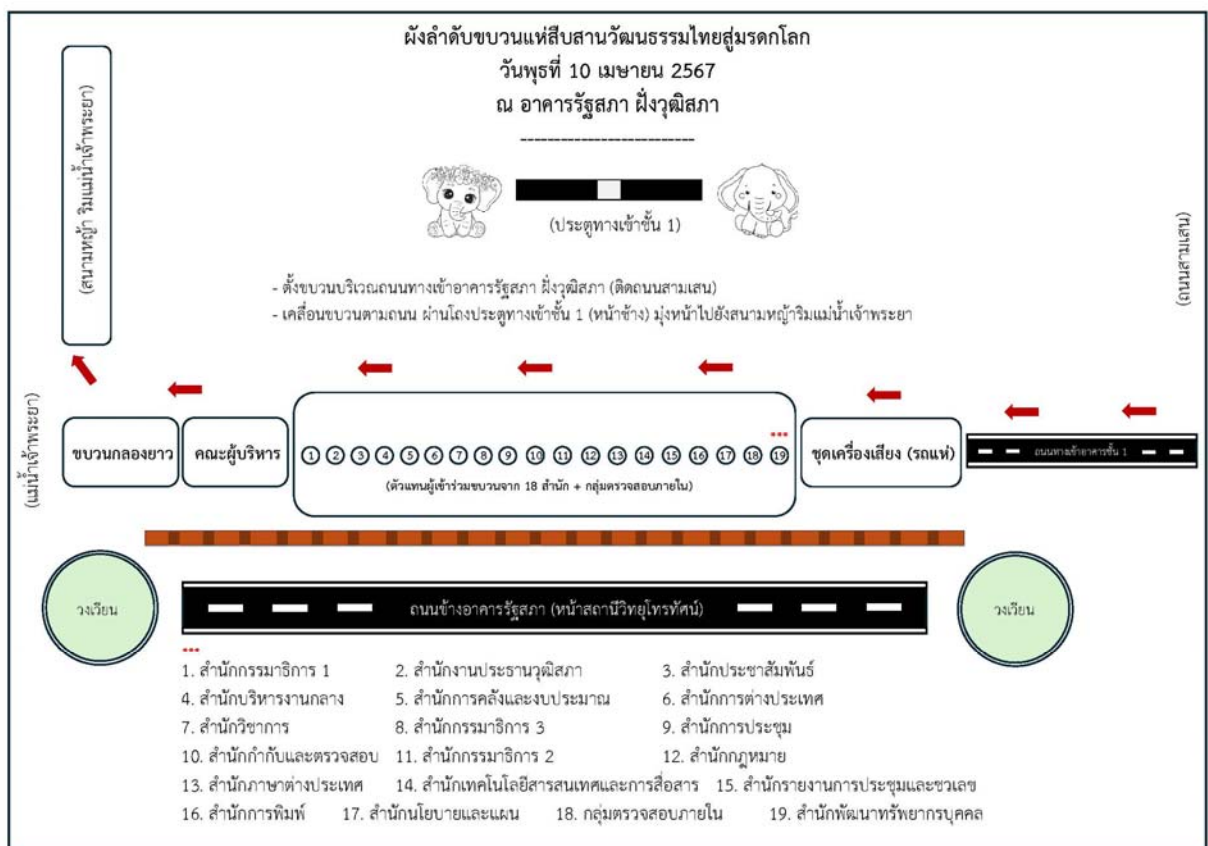 ผังลำดับขบวนแห่สืบสานวัฒนธรรมไทยสู่มรดกโลก
วันพุธที่ 10 เมษายน 2567
ณ อาคารรัฐสภา ฝั่งวุฒิสภา
--------------------------
(สนามหญ้า ริมแม่น้ำเจ้าพระยา)
(ประตูทางเข้าชั้น 1)
(ถนนสามเสน)
- ตั้งขบวนบริเวณถนนทางเข้าอาคารรัฐสภา ฝั่งวุฒิสภา (ติดถนนสามเสน)
- เคลื่อนขบวนตามถนน ผ่านโถงประตูทางเข้าชั้น 1 (หน้าช้าง) มุ่งหน้าไปยังสนามหญ้าริมแม่น้ำเจ้าพระยา
(แม่น้ำเจ้าพระยา)
ขบวนกลองยาว
คณะผู้บริหาร
***
1 2 3 4 5 6 7 8 9 10 11 12 13 14 15 16 17 18 19
(ตัวแทนผู้เข้าร่วมขบวนจาก 18 สำนัก + กลุ่มตรวจสอบภายใน)
ชุดเครื่องเสียง (รถแห่)
ถนนทางเข้าอาคารชั้น 1
วงเวียน
ถนนข้างอาคารรัฐสภา (หน้าสถานีวิทยุโทรทัศน์)
วงเวียน
***
1. สำนักกรรมาธิการ 1 2. สำนักงานประธานวุฒิสภา 3. สำนักประชาสัมพันธ์
4. สำนักบริหารงานกลาง 5. สำนักการคลังและงบประมาณ 6. สำนักการต่างประเทศ
7. สำนักวิชาการ 8. สำนักกรรมาธิการ 3 9. สำนักการประชุม
10. สำนักกำกับและตรวจสอบ 11. สำนักกรรมาธิการ 2 12. สำนักกฎหมาย
13. สำนักภาษาต่างประเทศ 14. สำนักเทคโนโลยีสารสนเทศและการสื่อสาร 15. สำนักรายงานการประชุมและชวเลข
16. สำนักการพิมพ์ 17. สำนักนโยบายและแผน 18. กลุ่มตรวจสอบภายใน 19. สำนักพัฒนาทรัพยากรบุคคล